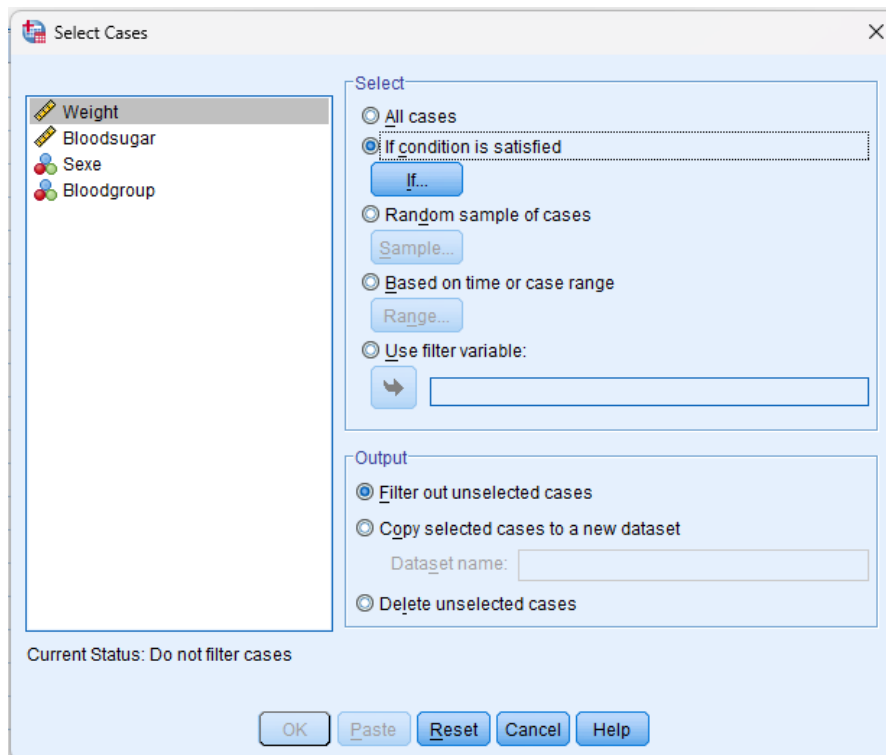 Select Cases
Weight
Bloodsugar
Sexe
Bloodgroup
Select
All cases
If condition is satisfied
If...
Random sample of cases
Sample...
Based on time or case range
Range...
Use filter variable:
Output
Filter out unselected cases
Copy selected cases to a new dataset
Dataset name:
Delete unselected cases
Current Status: Do not filter cases
OK Paste Reset Cancel Help